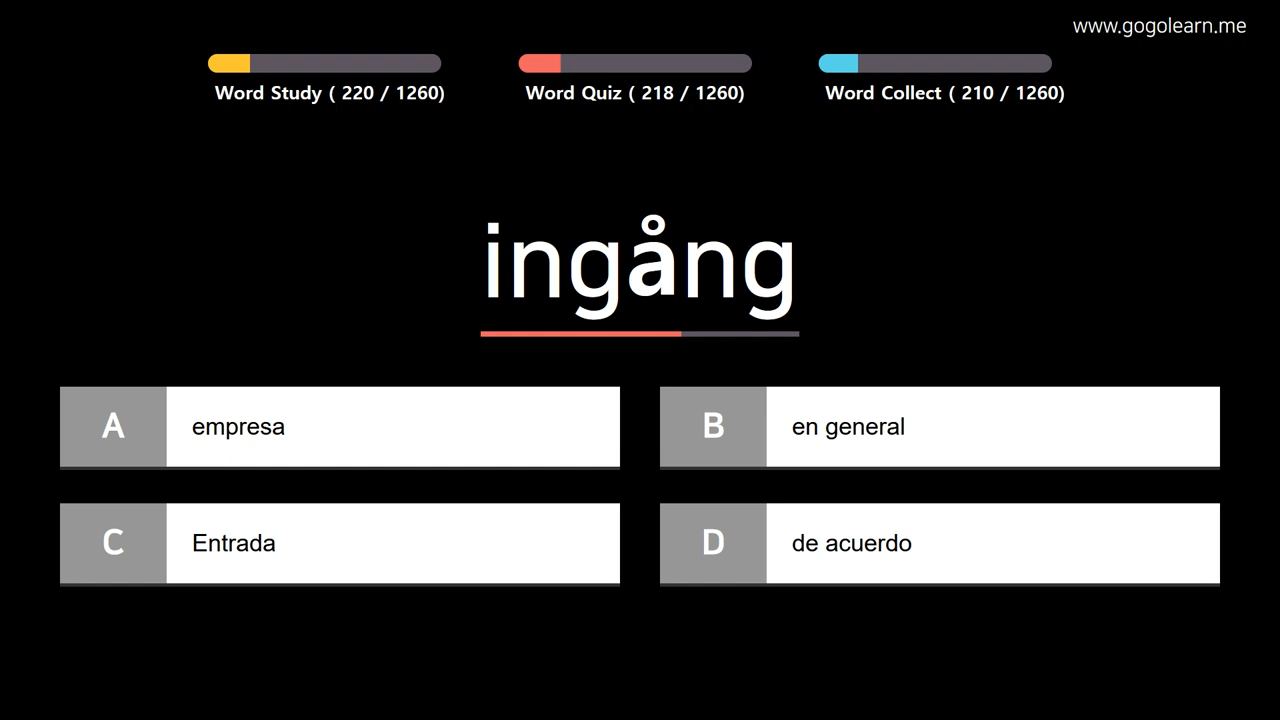 www.gogolearn.me
Word Study ( 220 / 1260)
Word Quiz ( 218 / 1260)
Word Collect ( 210 / 1260)
ingång
A empresa
B en general
C Entrada
D de acuerdo